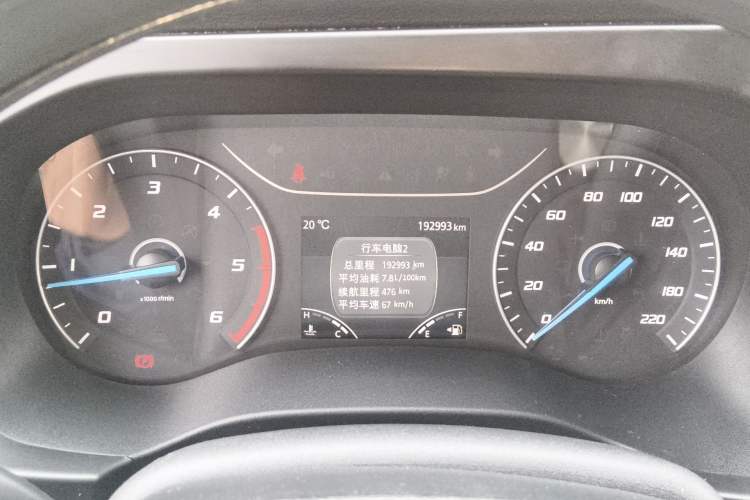 20 ℃ 192993 km
行车电脑2
总里程 192993 km
平均油耗 7.8L/100km
续航里程 476 km
平均车速 67 km/h
H F
C E
0 1 2 3 4 5 6
x1000 r/min
0 20 40 60 80 100 120 140 180 220
km/h